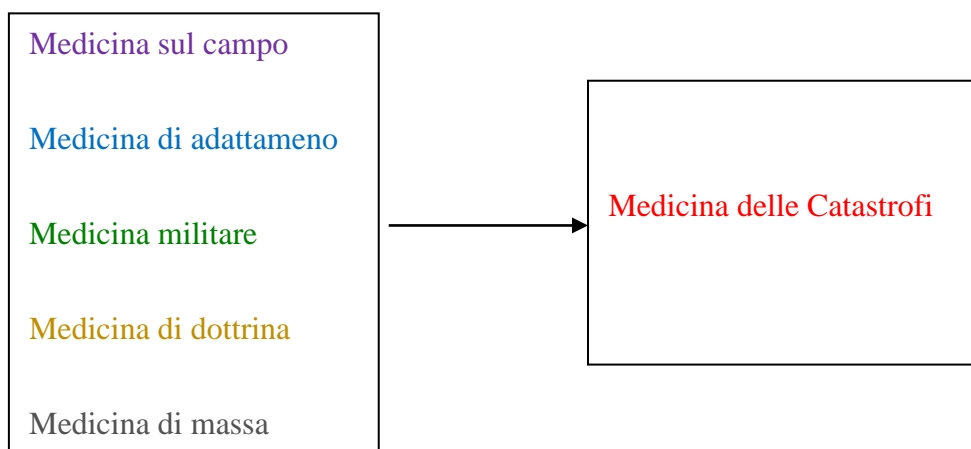 Medicina sul campo
Medicina di adattameno
Medicina militare
Medicina di dottrina
Medicina di massa
Medicina delle Catastrofi